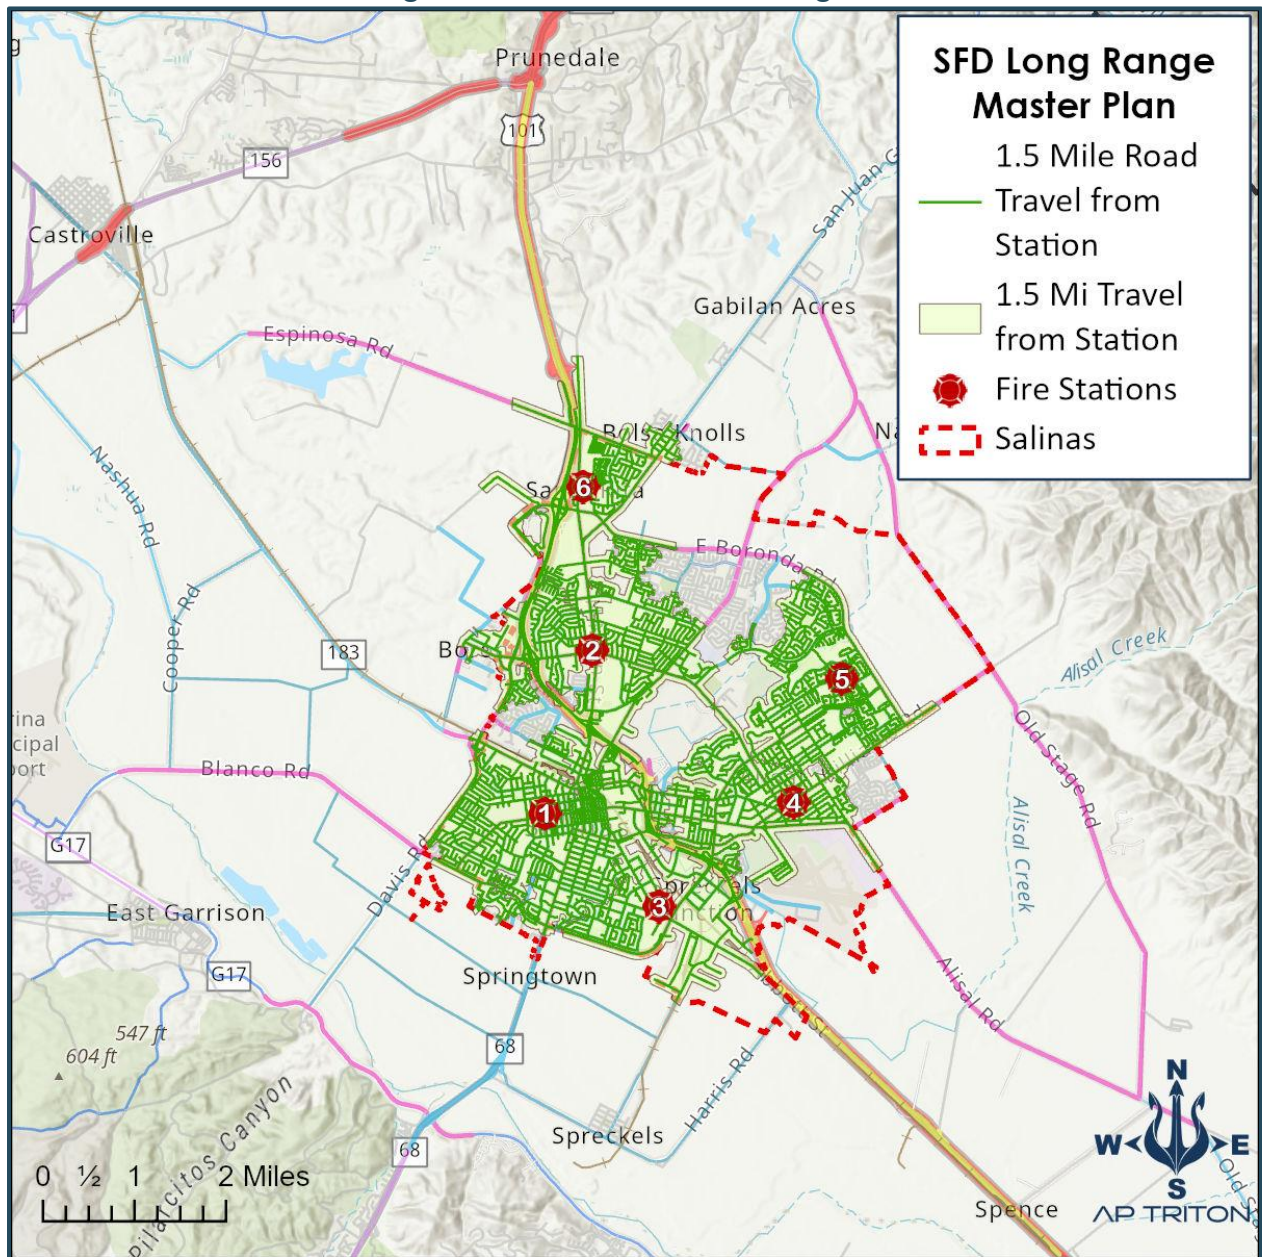 SFD Long Range
Master Plan
1.5 Mile Road
Travel from
Station
1.5 Mi Travel
from Station
Fire Stations
Salinas
Prunedale
101
156
Castroville
Gabilan Acres
Espinosa Rd
Nashua Rd
Cooper Rd
6
E Boronda
2
183
5
Alisal Creek
Old Stage Rd
Blanco Rd
1
4
Alisal Creek
G17
Davis Rd
East Garrison
3
G17
Springtown
Alisal Rd
547 ft
604 ft
68
Harris Rd
Spreckels
68
Pilarcitos Canyon
0 ½ 1 2 Miles
Spence
N
W E
S
AP TRITON